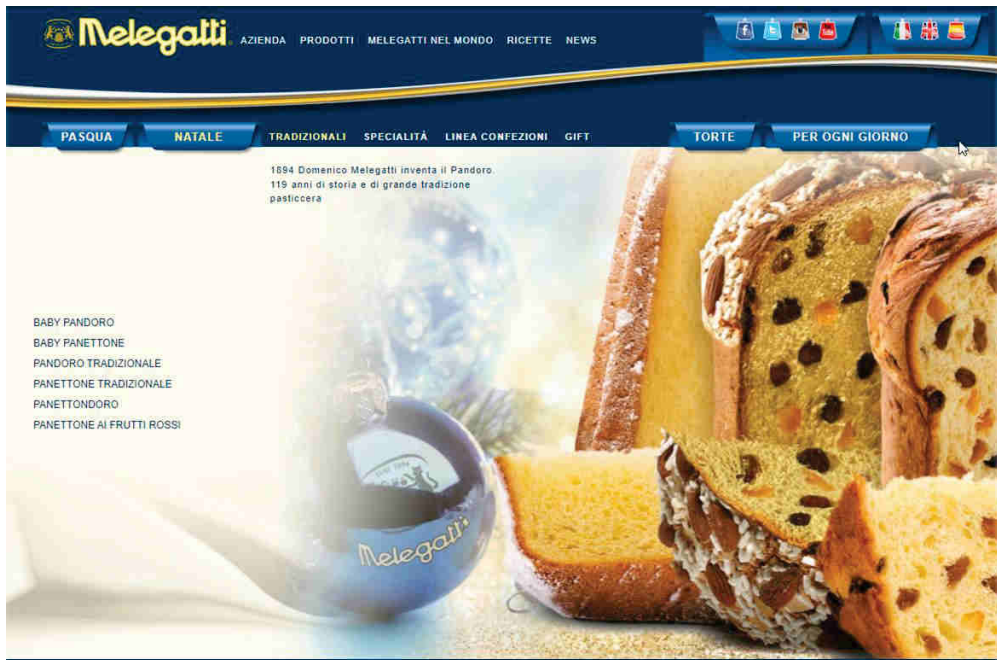 Melegatti
AZIENDA PRODOTTI MELEGATTI NEL MONDO RICETTE NEWS
PASQUA NATALE TRADIZIONALI SPECIALITÁ LINEA CONFEZIONI GIFT TORTE PER OGNI GIORNO
1894 Domenico Melegatti inventa il Pandoro.
119 anni di storia e di grande tradizione
pasticcera
BABY PANDORO
BABY PANETTONE
PANDORO TRADIZIONALE
PANETTONE TRADIZIONALE
PANETTONDORO
PANETTONE AI FRUTTI ROSSI
Melegatti